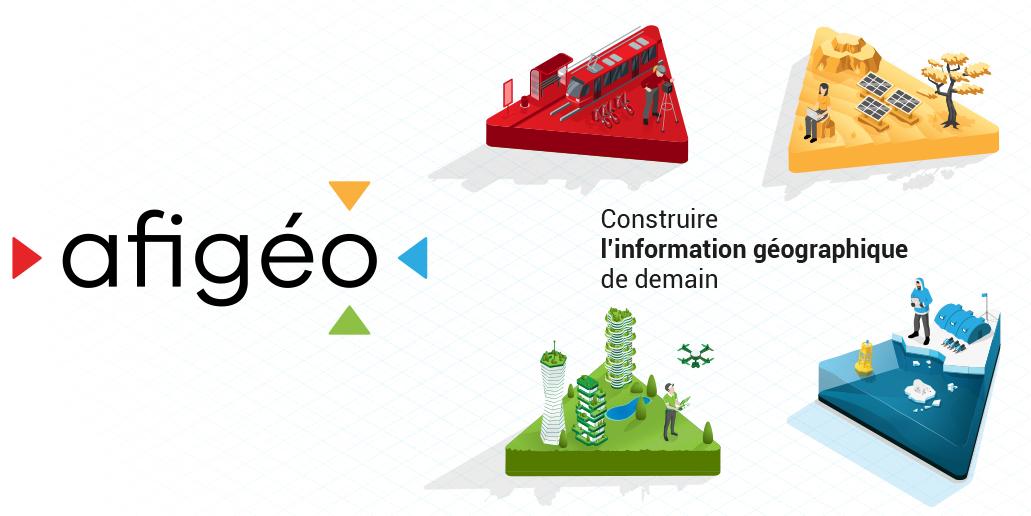 afigéo
Construire
l'information géographique
de demain